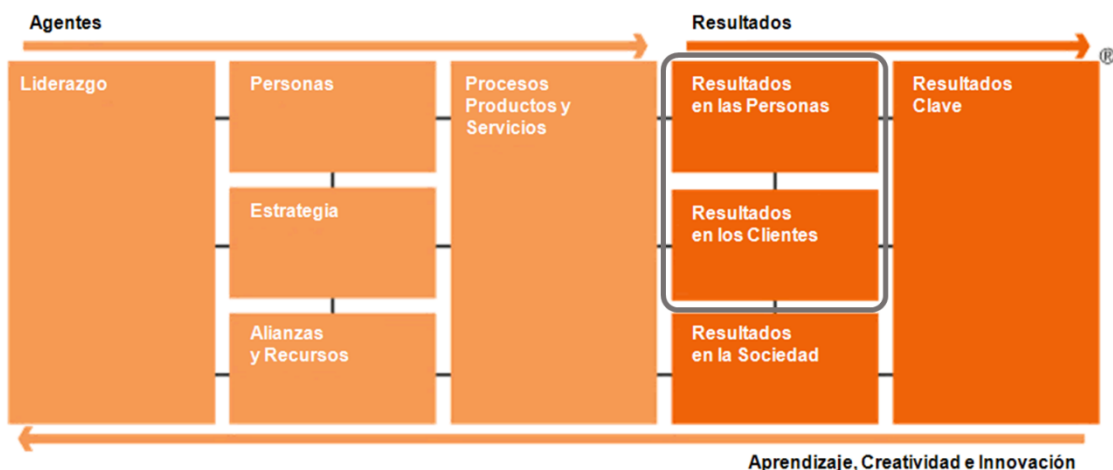 Agentes
Resultados
®
Liderazgo
Personas
Procesos
Productos y
Servicios
Resultados
en las Personas
Resultados
Clave
Estrategia
Resultados
en los Clientes
Alianzas
y Recursos
Resultados
en la Sociedad
Aprendizaje, Creatividad e Innovación